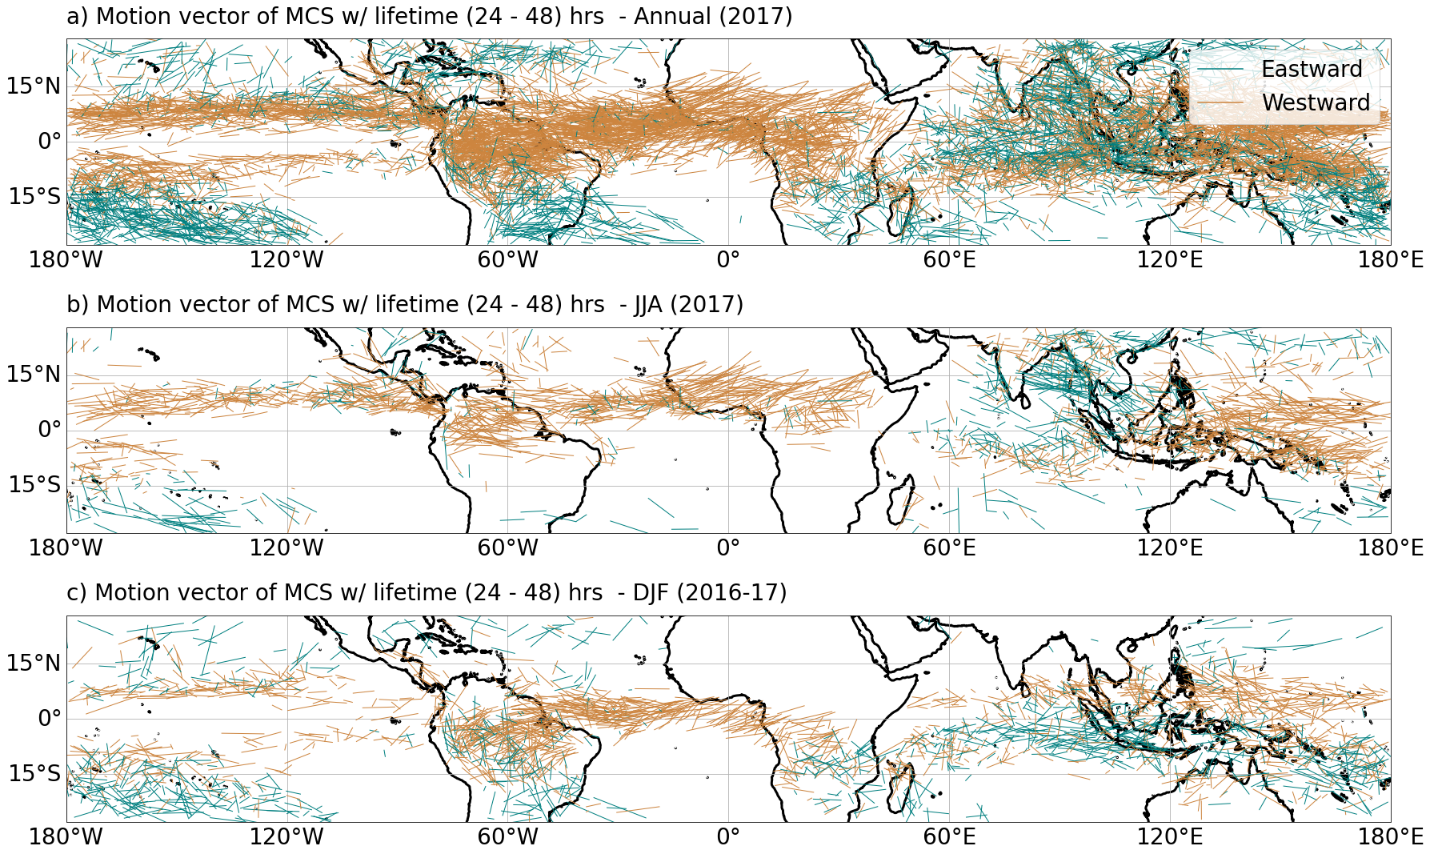 a) Motion vector of MCS w/ lifetime (24 - 48) hrs - Annual (2017)
Eastward
Westward
15°N
0°
15°S
180°W 120°W 60°W 0° 60°E 120°E 180°E
b) Motion vector of MCS w/ lifetime (24 - 48) hrs - JJA (2017)
15°N
0°
15°S
180°W 120°W 60°W 0° 60°E 120°E 180°E
c) Motion vector of MCS w/ lifetime (24 - 48) hrs - DJF (2016-17)
15°N
0°
15°S
180°W 120°W 60°W 0° 60°E 120°E 180°E